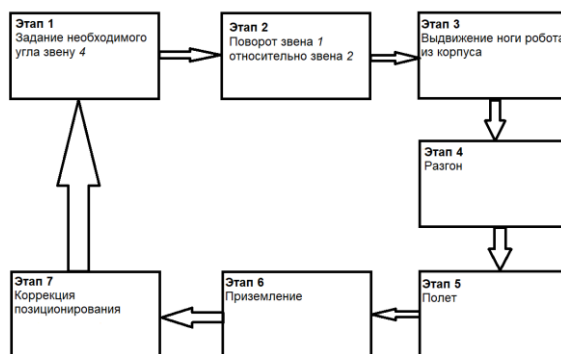 Этап 1
Задание необходимого
угла звену 4
Этап 2
Поворот звена 1
относительно звена 2
Этап 3
Выдвижение ноги робота
из корпуса
Этап 4
Разгон
Этап 5
Полет
Этап 6
Приземление
Этап 7
Коррекция
позиционирования